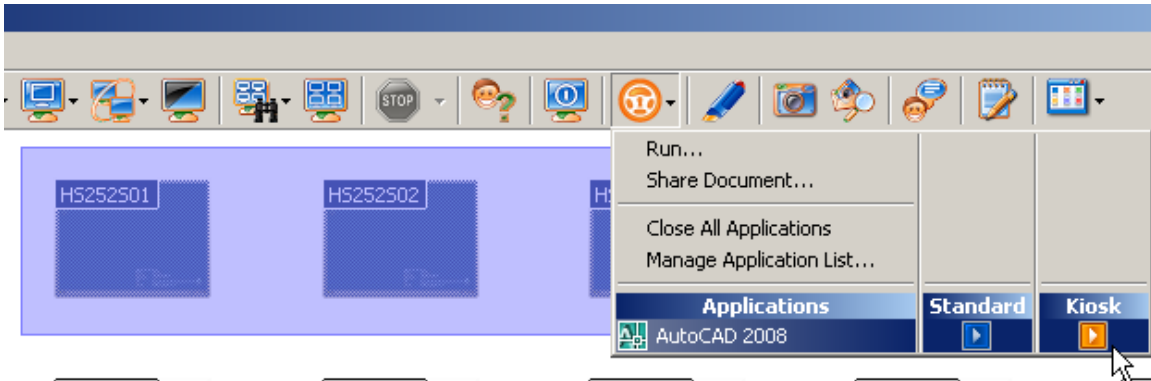 STOP
Run...
Share Document...
HS252S01
HS252S02
Close All Applications
Manage Application List...
Applications Standard Kiosk
AutoCAD 2008